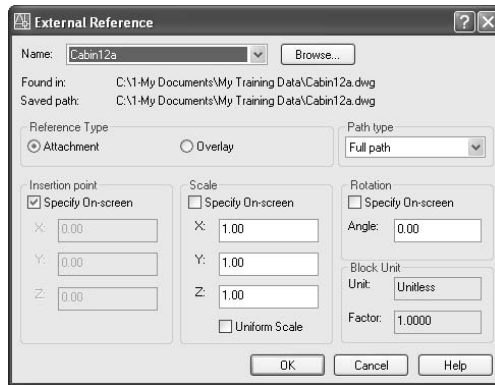 External Reference
Name: Cabin12a Browse...
Found in: C:\1-My Documents\My Training Data\Cabin12a.dwg
Saved path: C:\1-My Documents\My Training Data\Cabin12a.dwg
Reference Type
Attachment Overlay
Path type
Full path
Insertion point
Specify On-screen
X: 0.00
Y: 0.00
Z: 0.00
Scale
Specify On-screen
X: 1.00
Y: 1.00
Z: 1.00
Uniform Scale
Rotation
Specify On-screen
Angle: 0.00
Block Unit
Unit: Unitless
Factor: 1.0000
OK Cancel Help